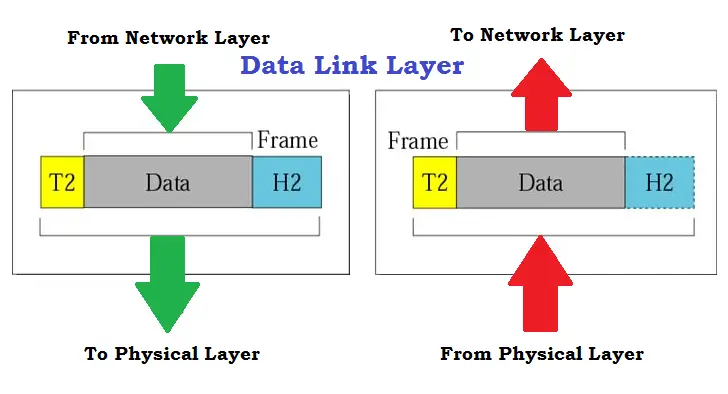 From Network Layer
To Network Layer
Data Link Layer
Frame
T2 Data H2
Frame
T2 Data H2
To Physical Layer
From Physical Layer